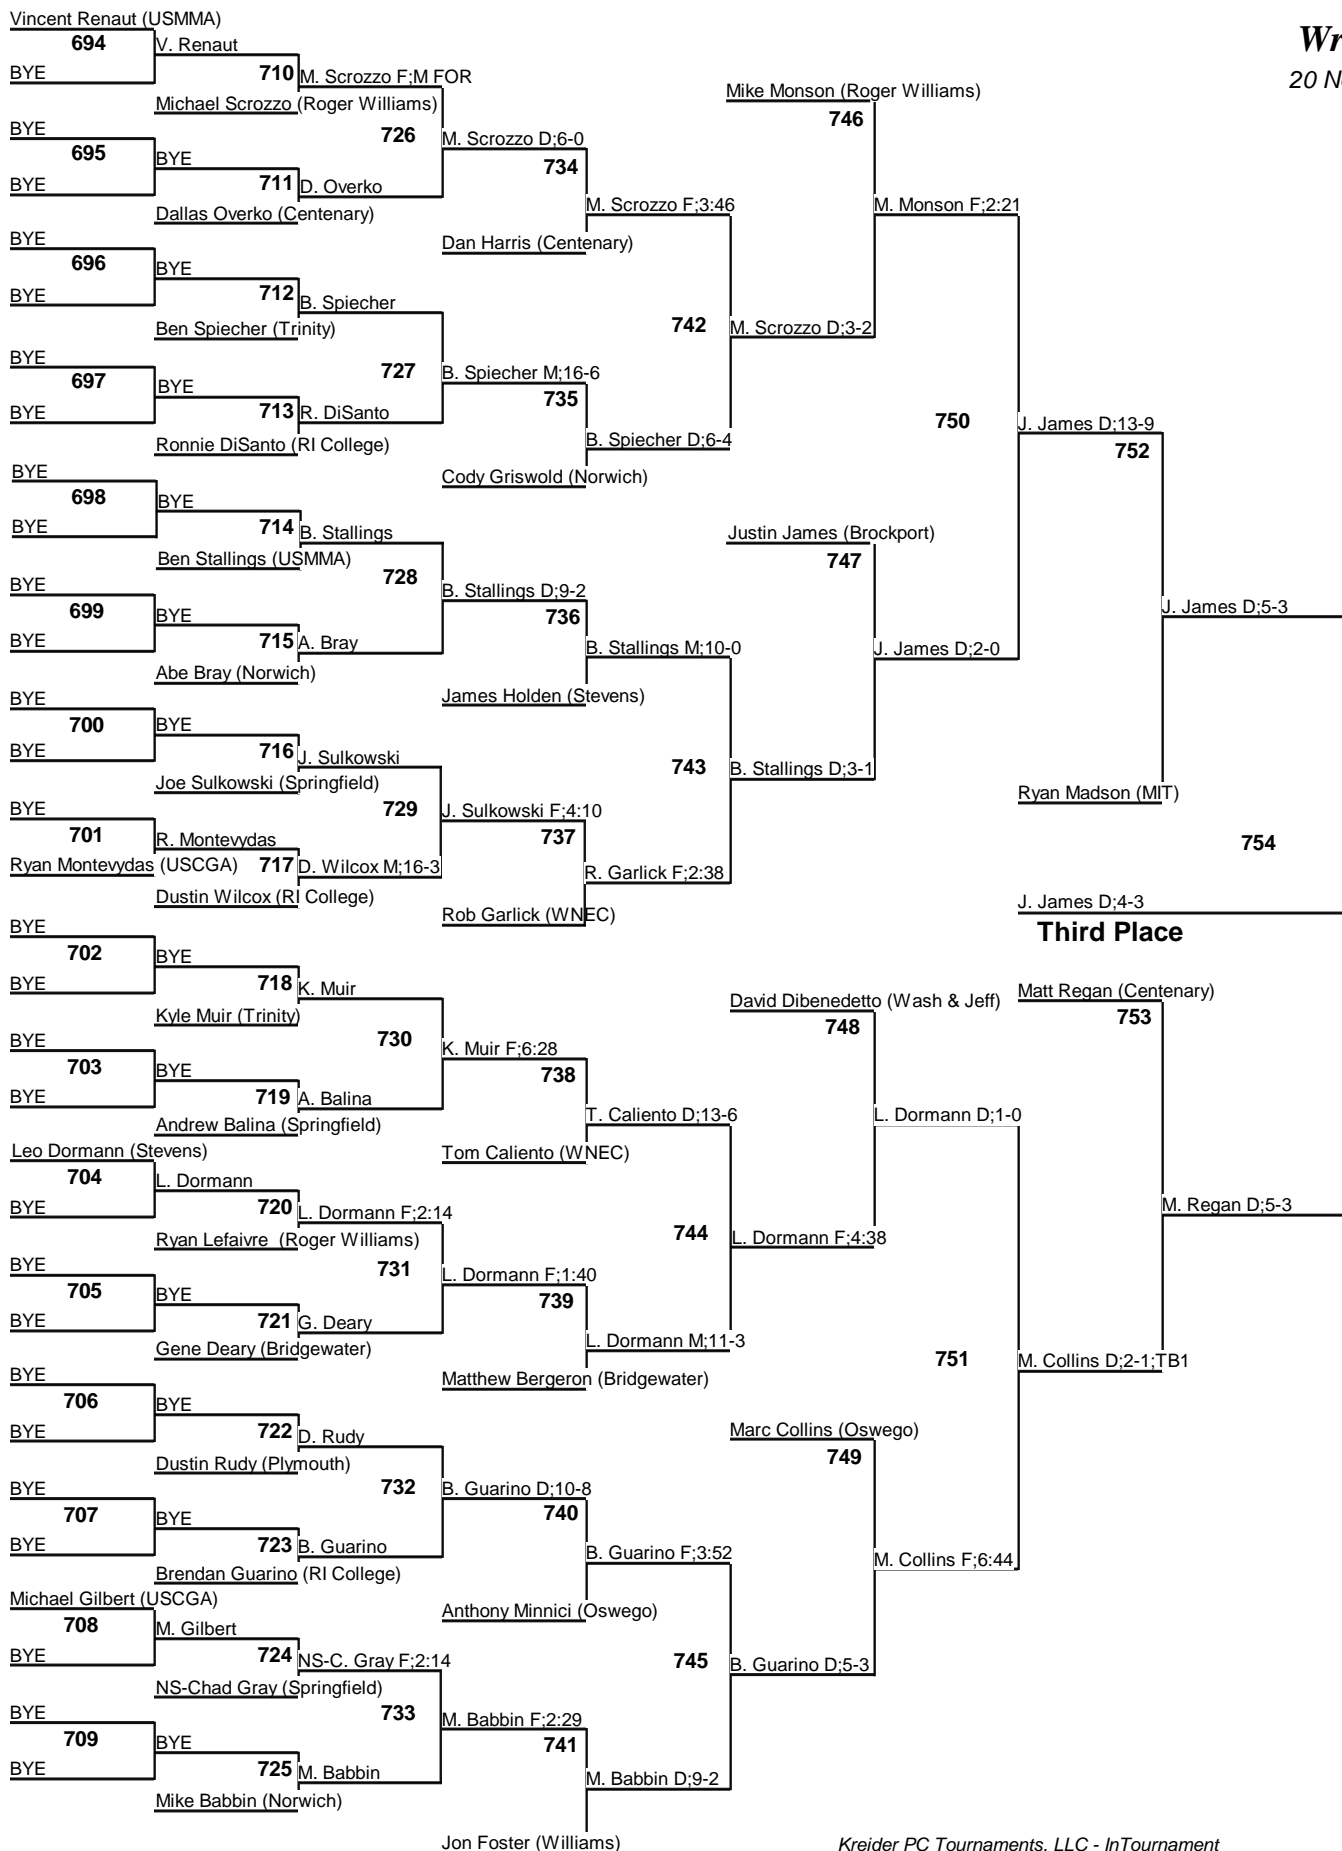 Vincent Renaut (USMMA)
694
V. Renaut
BYE
710
M. Scrozzo F;M FOR
Michael Scrozzo (Roger Williams)
Wr
20 N
Mike Monson (Roger Williams)
746
BYE
726
M. Scrozzo D;6-0
695
BYE
734
BYE
711
D. Overko
Dallas Overko (Centenary)
M. Scrozzo F;3:46
M. Monson F;2:21
BYE
Dan Harris (Centenary)
696
BYE
BYE
712
B. Spiecher
Ben Spiecher (Trinity)
742
M. Scrozzo D;3-2
BYE
727
B. Spiecher M;16-6
697
BYE
735
BYE
713
R. DiSanto
750
J. James D;13-9
Ronnie DiSanto (RI College)
B. Spiecher D;6-4
752
BYE
Cody Griswold (Norwich)
698
BYE
BYE
714
B. Stallings
Justin James (Brockport)
Ben Stallings (USMMA)
747
728
BYE
B. Stallings D;9-2
699
BYE
736
J. James D;5-3
BYE
715
A. Bray
B. Stallings M;10-0
J. James D;2-0
Abe Bray (Norwich)
BYE
James Holden (Stevens)
700
BYE
BYE
716
J. Sulkowski
743
B. Stallings D;3-1
Joe Sulkowski (Springfield)
Ryan Madson (MIT)
BYE
729
J. Sulkowski F;4:10
701
R. Montevydas
737
754
Ryan Montevydas (USCGA)
717
D. Wilcox M;16-3
R. Garlick F;2:38
Dustin Wilcox (RI College)
Rob Garlick (WNEC)
J. James D;4-3
Third Place
BYE
702
BYE
BYE
718
K. Muir
Matt Regan (Centenary)
Kyle Muir (Trinity)
David Dibenedetto (Wash & Jeff)
753
748
BYE
730
K. Muir F;6:28
703
BYE
738
BYE
719
A. Balina
T. Caliento D;13-6
L. Dormann D;1-0
Andrew Balina (Springfield)
Leo Dormann (Stevens)
Tom Caliento (WNEC)
704
L. Dormann
BYE
720
L. Dormann F;2:14
M. Regan D;5-3
Ryan Lefaivre (Roger Williams)
744
L. Dormann F;4:38
BYE
731
L. Dormann F;1:40
705
BYE
739
BYE
721
G. Deary
L. Dormann M;11-3
Gene Deary (Bridgewater)
751
M. Collins D;2-1;TB1
BYE
Matthew Bergeron (Bridgewater)
706
BYE
BYE
722
D. Rudy
Marc Collins (Oswego)
Dustin Rudy (Plymouth)
749
BYE
732
B. Guarino D;10-8
707
BYE
740
BYE
723
B. Guarino
B. Guarino F;3:52
M. Collins F;6:44
Brendan Guarino (RI College)
Michael Gilbert (USCGA)
Anthony Minnici (Oswego)
708
M. Gilbert
BYE
724
NS-C. Gray F;2:14
745
B. Guarino D;5-3
NS-Chad Gray (Springfield)
BYE
733
M. Babbin F;2:29
709
BYE
741
BYE
725
M. Babbin
M. Babbin D;9-2
Mike Babbin (Norwich)
Jon Foster (Williams)
Kreider PC Tournaments, LLC - InTournament